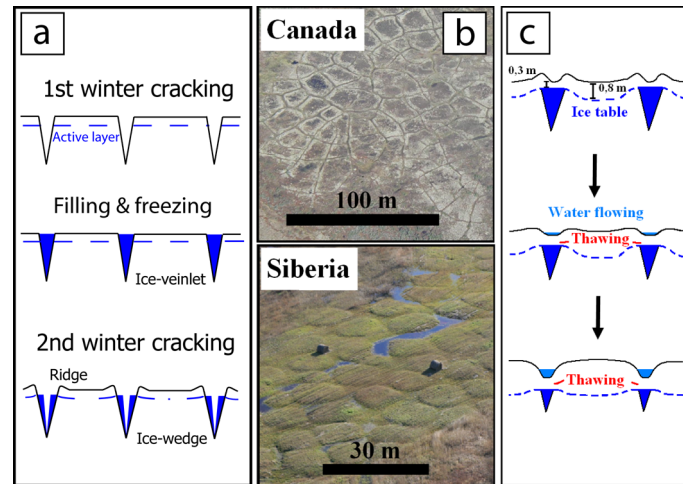 a
1st winter cracking
Active layer
Filling & freezing
Ice-veinlet
2nd winter cracking
Ridge
Ice-wedge
Canada
b
100 m
Siberia
30 m
c
0,3 m
0,8 m
Ice table
Water flowing
Thawing
Thawing